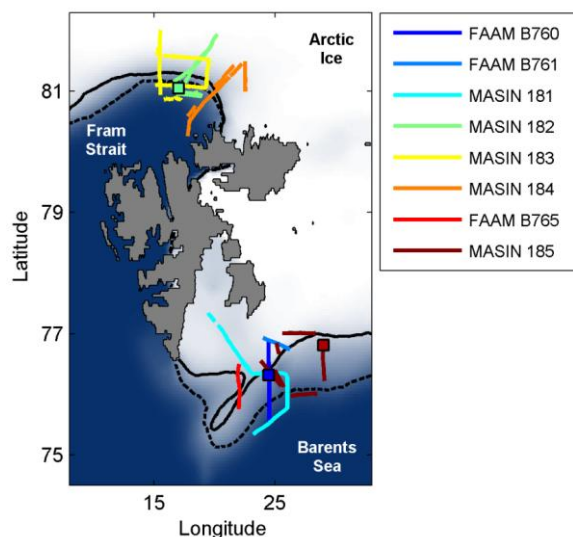 Arctic
Ice
Fram
Strait
Barents
Sea
81
79
77
75
Latitude
15
25
Longitude
FAAM B760
FAAM B761
MASIN 181
MASIN 182
MASIN 183
MASIN 184
FAAM B765
MASIN 185